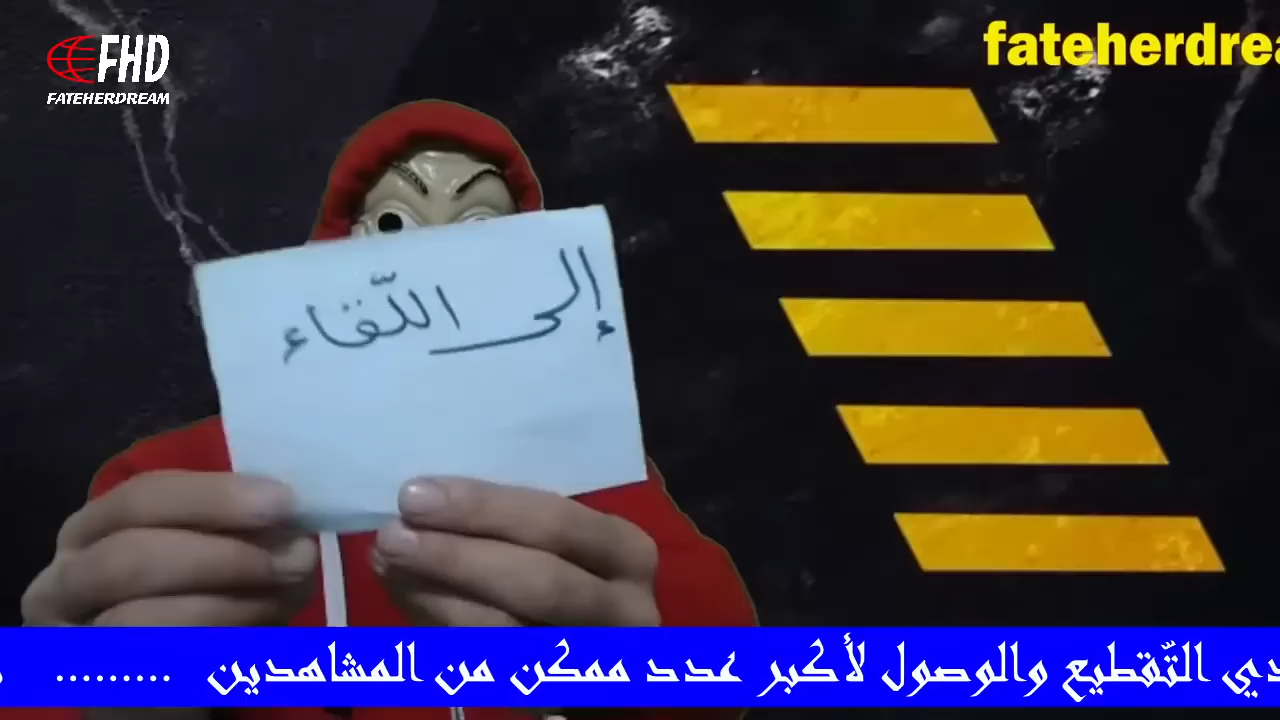 FHD
FATEHERDREAM
fateherdrea
إلى اللّقاء
دي التّقطيع والوصول لأكبر عدد ممكن من المشاهدين .........